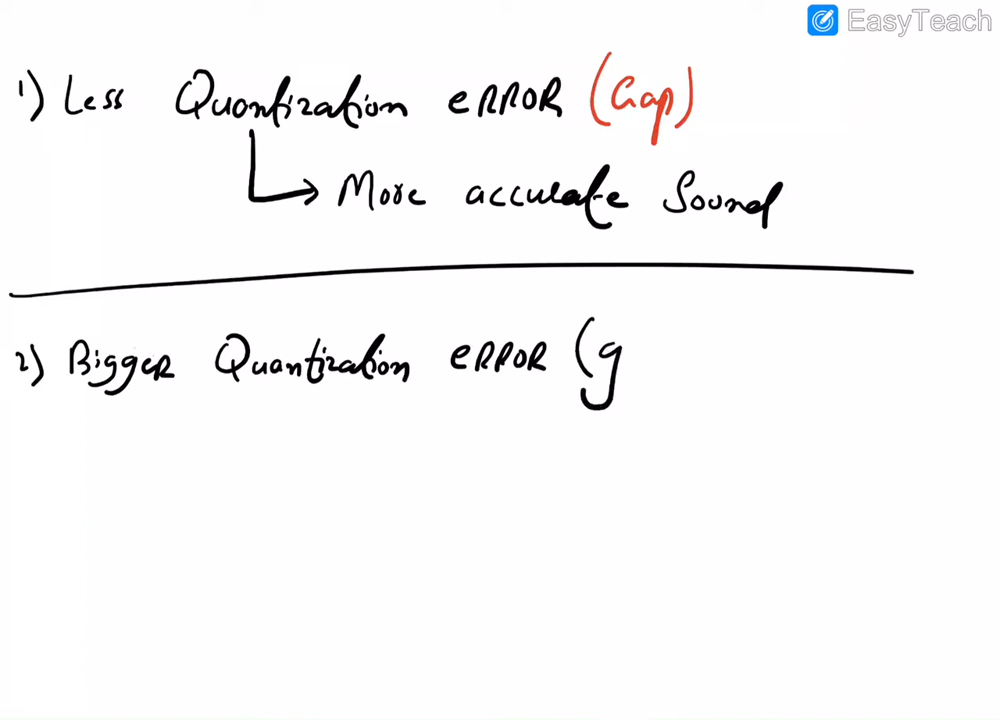 EasyTeach
1) Less Quantization ERROR (Gap)
More accurate Sound
2) Bigger Quantization ERROR (g